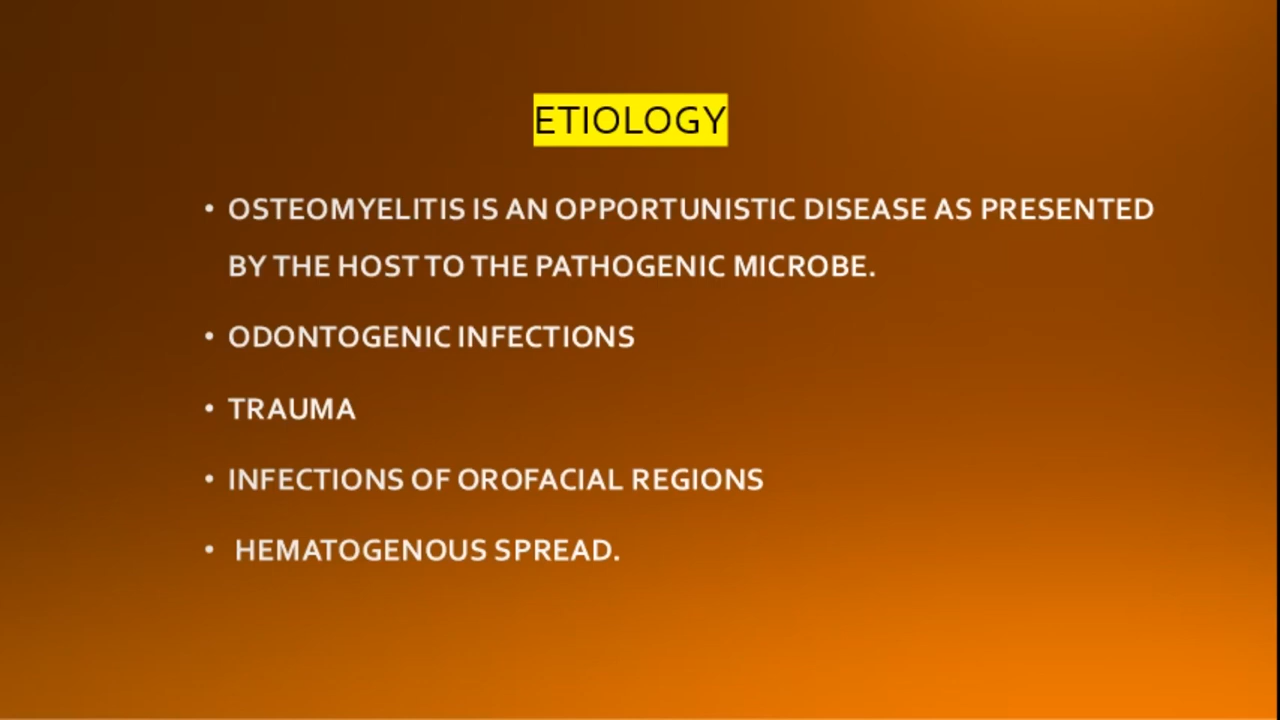 ETIOLOGY
• OSTEOMYELITIS IS AN OPPORTUNISTIC DISEASE AS PRESENTED
BY THE HOST TO THE PATHOGENIC MICROBE.
• ODONTOGENIC INFECTIONS
• TRAUMA
• INFECTIONS OF OROFACIAL REGIONS
• HEMATOGENOUS SPREAD.